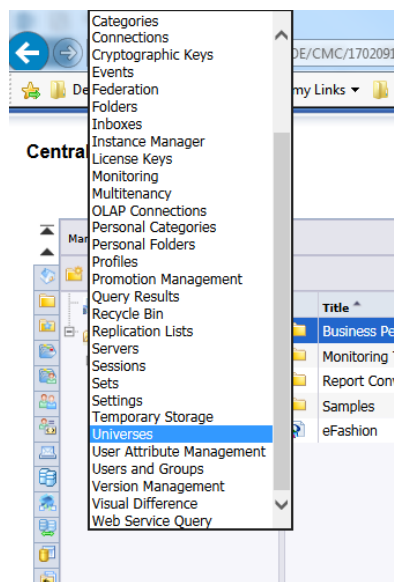 Categories
Connections
Cryptographic Keys
DE/CMC/1702091
Events
De
Federation
my Links
Folders
Inboxes
Instance Manager
Central
License Keys
Monitoring
Multitenancy
OLAP Connections
Personal Categories
Personal Folders
Profiles
Promotion Management
Query Results
Title
Recycle Bin
Replication Lists
Business Pe
Servers
Monitoring
Sessions
Sets
Report Conv
Settings
Samples
Temporary Storage
Universes
eFashion
User Attribute Management
Users and Groups
Version Management
Visual Difference
Web Service Query